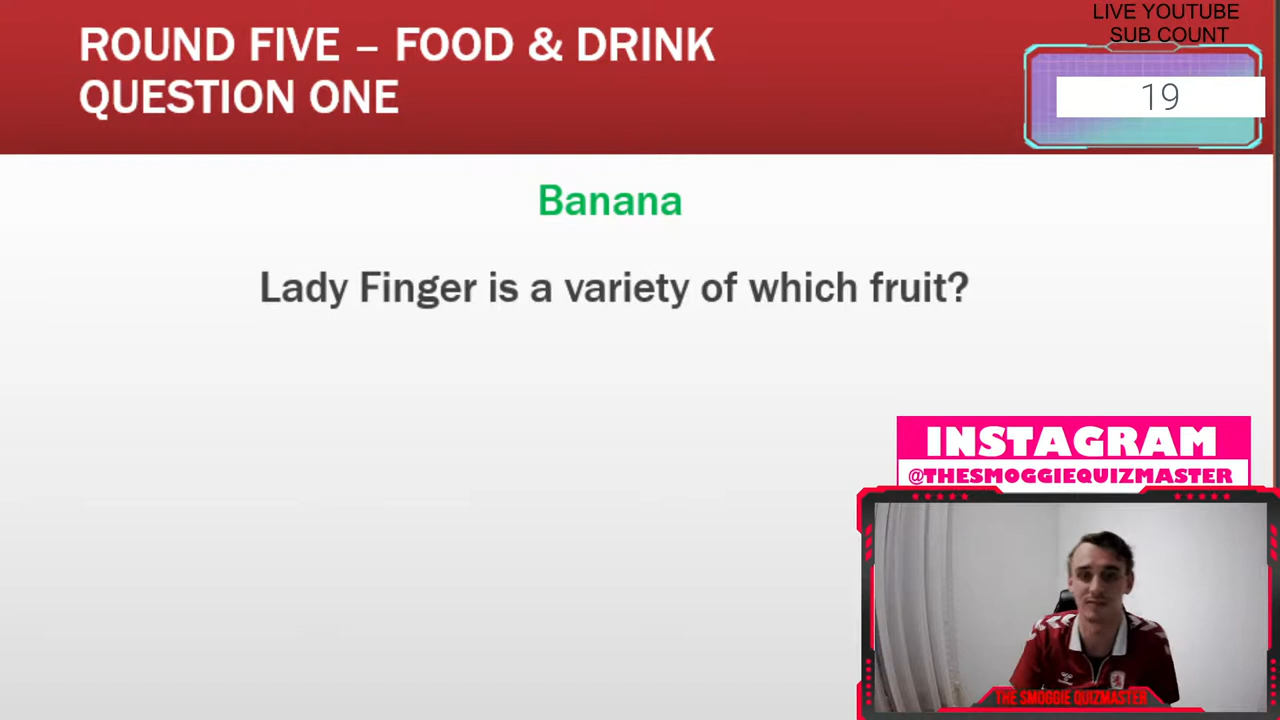 ROUND FIVE – FOOD & DRINK
QUESTION ONE
LIVE YOUTUBE
SUB COUNT
19
Banana
Lady Finger is a variety of which fruit?
INSTAGRAM
@THESMOGGIEQUIZMASTER
THE SMOGGIE QUIZMASTER